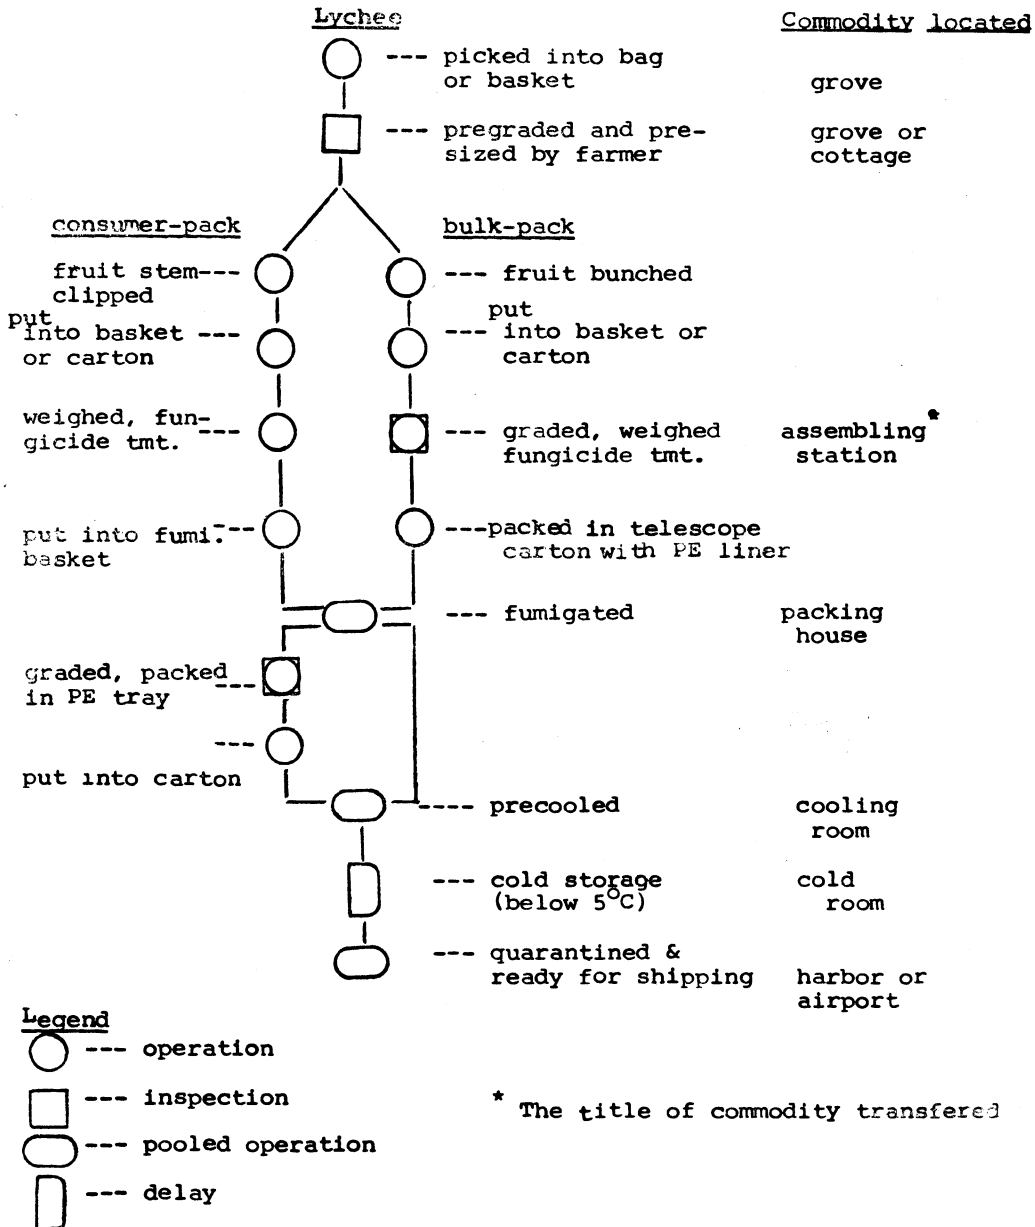 Lychee
Commodity located
--- picked into bag
or basket
grove
--- pregraded and pre-
sized by farmer
grove or
cottage
consumer-pack
bulk-pack
fruit stem---
clipped
--- fruit bunched
put
into basket ---
or carton
put
--- into basket or
carton
weighed, fun-
gicide tmt. ---
--- graded, weighed
fungicide tmt.
assembling*
station
put into fumi. ---
basket
---packed in telescope
carton with PE liner
--- fumigated
packing
house
graded, packed
in PE tray ---
---
put into carton
---- precooled
cooling
room
--- cold storage
(below 5°C)
cold
room
--- quarantined &
ready for shipping
harbor or
airport
Legend
--- operation
--- inspection
--- pooled operation
--- delay
* The title of commodity transfered